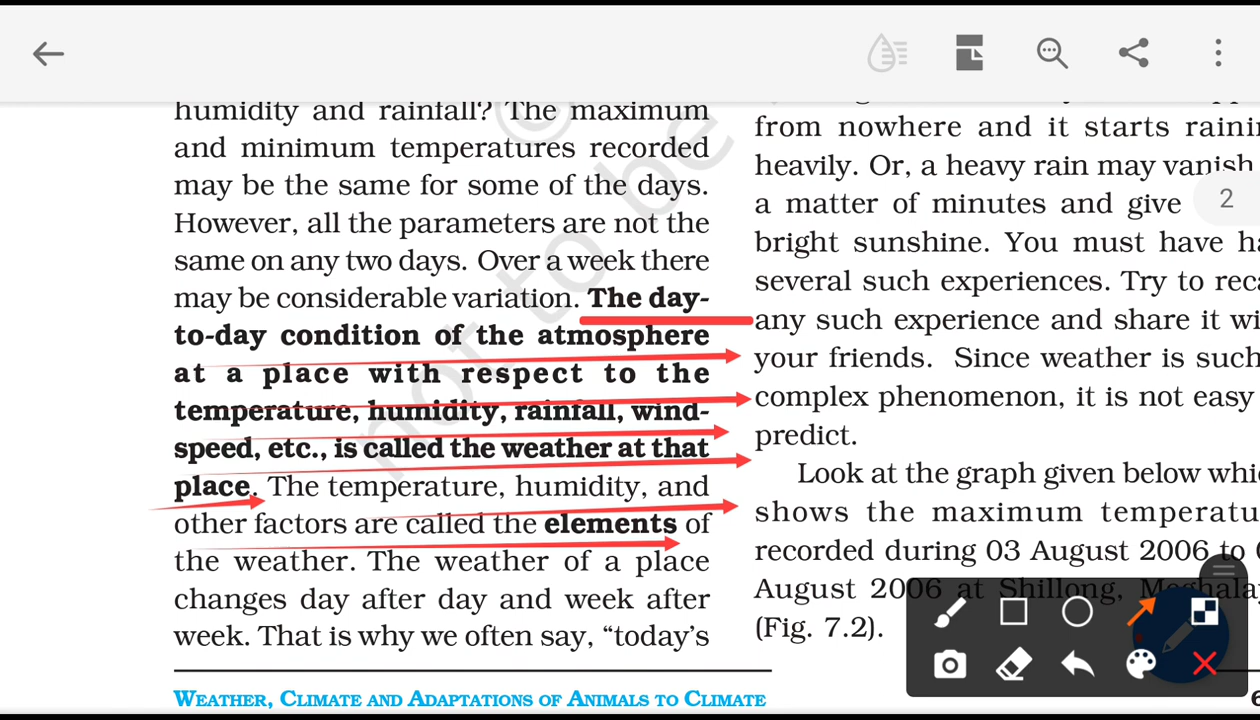 humidity and rainfall? The maximum
and minimum temperatures recorded
may be the same for some of the days.
However, all the parameters are not the
same on any two days. Over a week there
may be considerable variation. The day-
to-day condition of the atmosphere
at a place with respect to the
temperature, humidity, rainfall, wind-
speed, etc., is called the weather at that
place. The temperature, humidity, and
other factors are called the elements of
the weather. The weather of a place
changes day after day and week after
week. That is why we often say, “today’s
WEATHER, CLIMATE AND ADAPTATIONS OF ANIMALS TO CLIMATE
from nowhere and it starts
heavily. Or, a heavy rain may vanish
a matter of minutes and give
bright sunshine. You must have
several such experiences. Try to
any such experience and share it
your friends. Since weather is such
complex phenomenon, it is not easy
predict.
Look at the graph given below
shows the maximum
recorded during 03 August 2006 to
August 2006 at Shillong,
(Fig. 7.2).
2
©
not to be